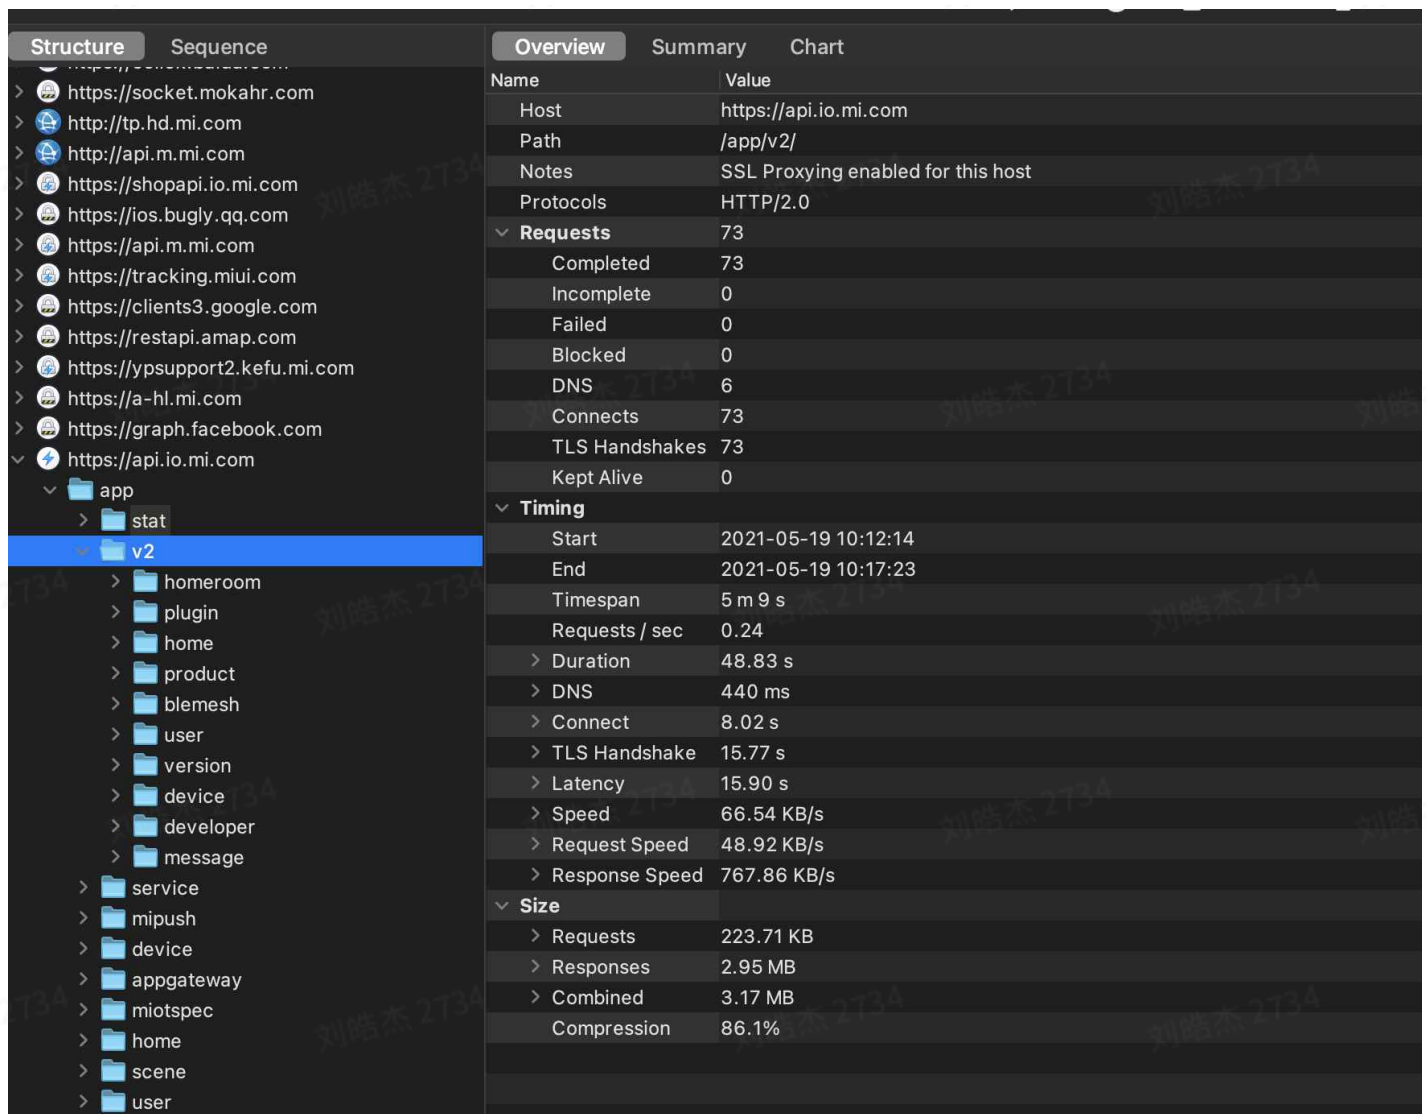 Structure Sequence
https://socket.mokahr.com
http://tp.hd.mi.com
http://api.m.mi.com
https://shopapi.io.mi.com
https://ios.bugly.qq.com
https://api.m.mi.com
https://tracking.miui.com
https://clients3.google.com
https://restapi.amap.com
https://ypsupport2.kefu.mi.com
https://a-hl.mi.com
https://graph.facebook.com
https://api.io.mi.com
app
stat
v2
homeroom
plugin
home
product
blemesh
user
version
device
developer
message
service
mipush
device
appgateway
miotspec
home
scene
user
Overview Summary Chart
Name Value
Host https://api.io.mi.com
Path /app/v2/
Notes SSL Proxying enabled for this host
Protocols HTTP/2.0
Requests 73
Completed 73
Incomplete 0
Failed 0
Blocked 0
DNS 6
Connects 73
TLS Handshakes 73
Kept Alive 0
Timing
Start 2021-05-19 10:12:14
End 2021-05-19 10:17:23
Timespan 5 m 9 s
Requests / sec 0.24
Duration 48.83 s
DNS 440 ms
Connect 8.02 s
TLS Handshake 15.77 s
Latency 15.90 s
Speed 66.54 KB/s
Request Speed 48.92 KB/s
Response Speed 767.86 KB/s
Size
Requests 223.71 KB
Responses 2.95 MB
Combined 3.17 MB
Compression 86.1%
刘皓杰 2734